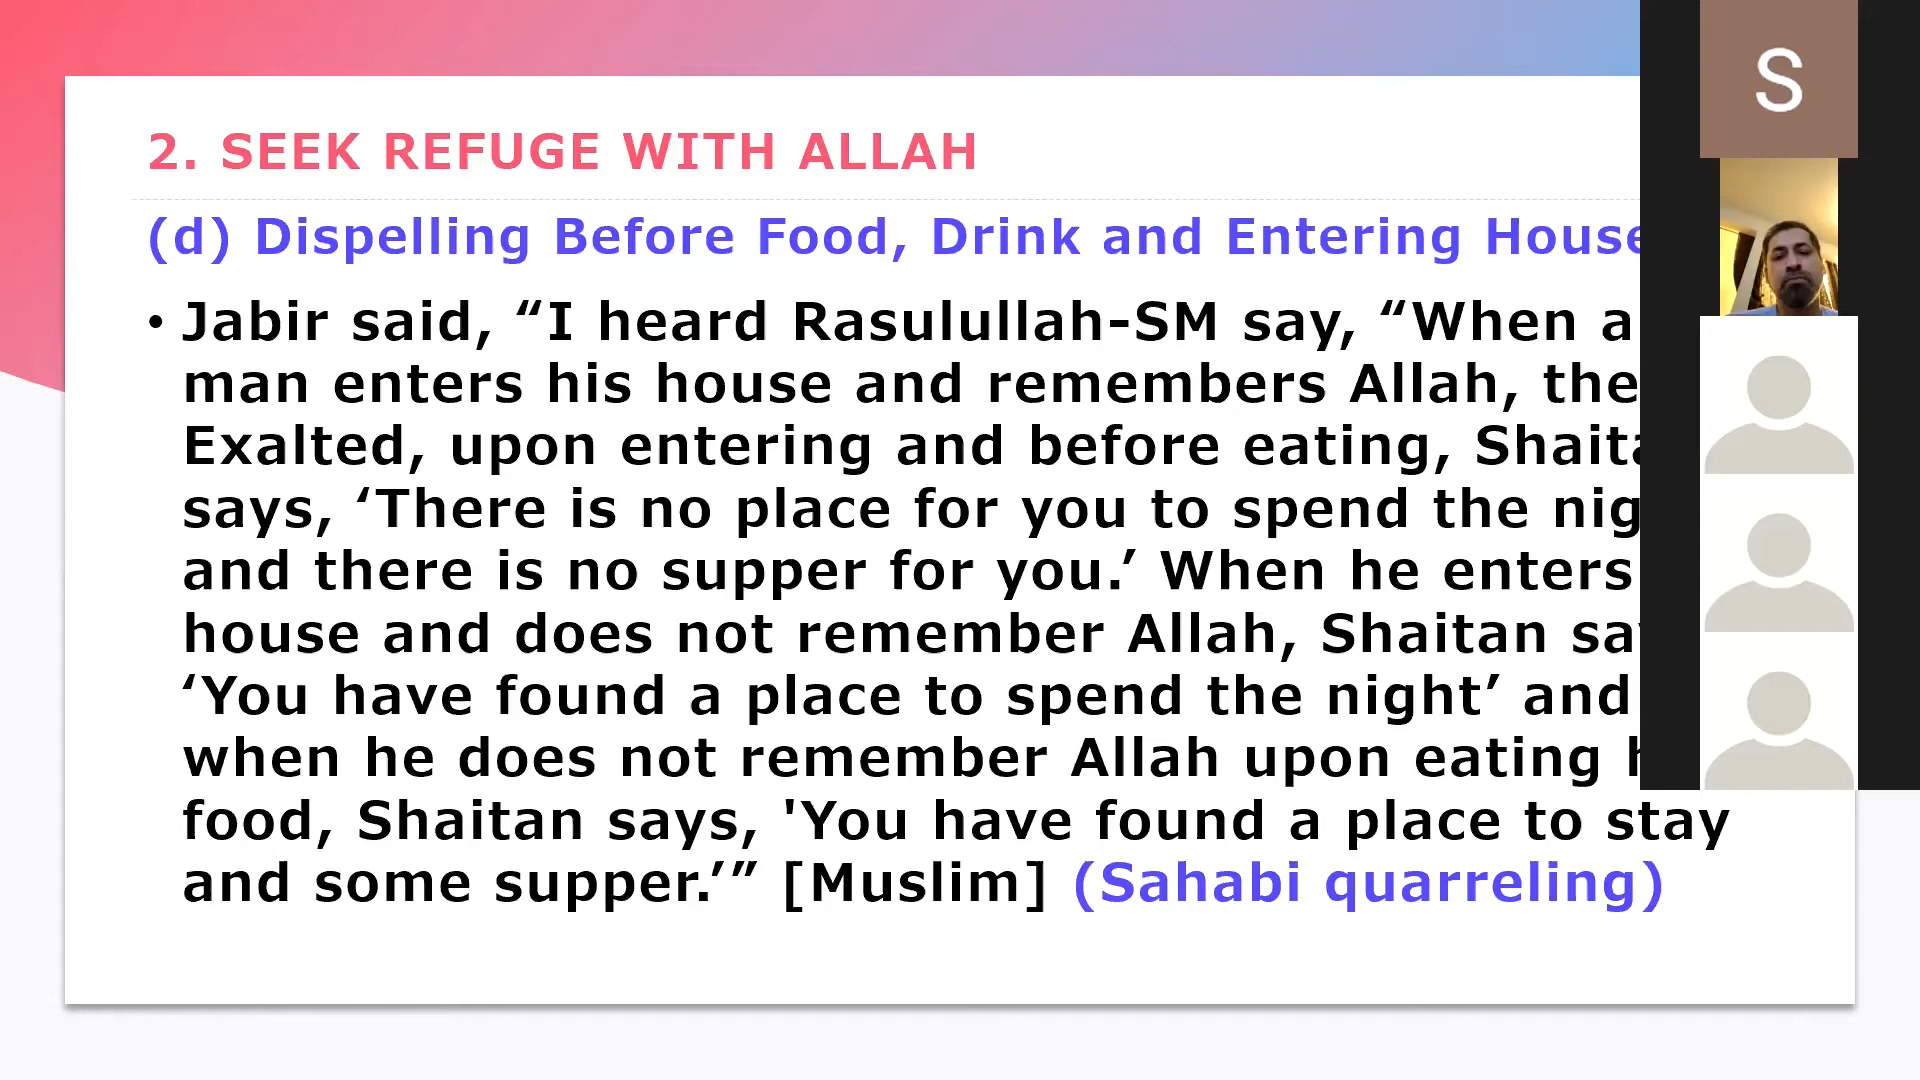 2. SEEK REFUGE WITH ALLAH
(d) Dispelling Before Food, Drink and Entering House
• Jabir said, “I heard Rasulullah-SM say, “When a
man enters his house and remembers Allah, the
Exalted, upon entering and before eating,
says, ‘There is no place for you to spend the
and there is no supper for you.’ When he enters
house and does not remember Allah, Shaitan
‘You have found a place to spend the night’ and
when he does not remember Allah upon eating
food, Shaitan says, 'You have found a place to stay
and some supper.’” [Muslim] (Sahabi quarreling)
S